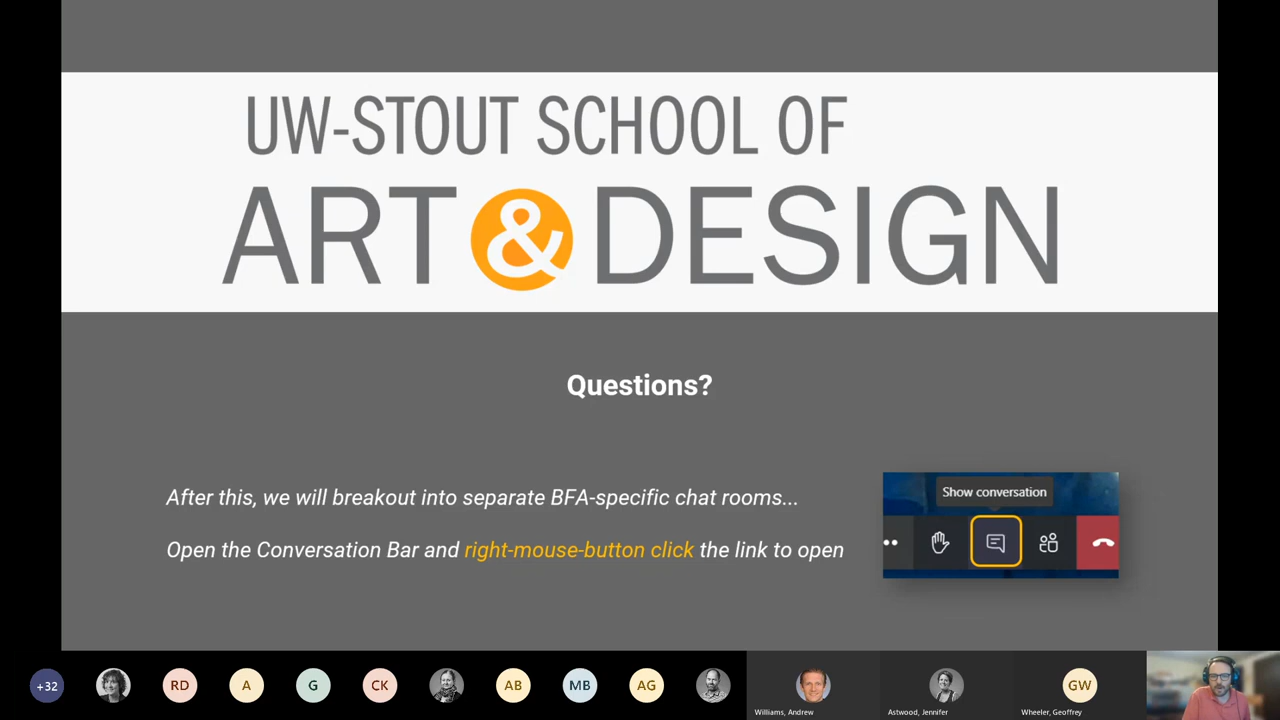 UW-STOUT SCHOOL OF
ART & DESIGN
Questions?
After this, we will breakout into separate BFA-specific chat rooms...
Open the Conversation Bar and right-mouse-button click the link to open
Show conversation
+32
RD
A
G
CK
AB
MB
AG
GW
Williams, Andrew
Astwood, Jennifer
Wheeler, Geoffrey